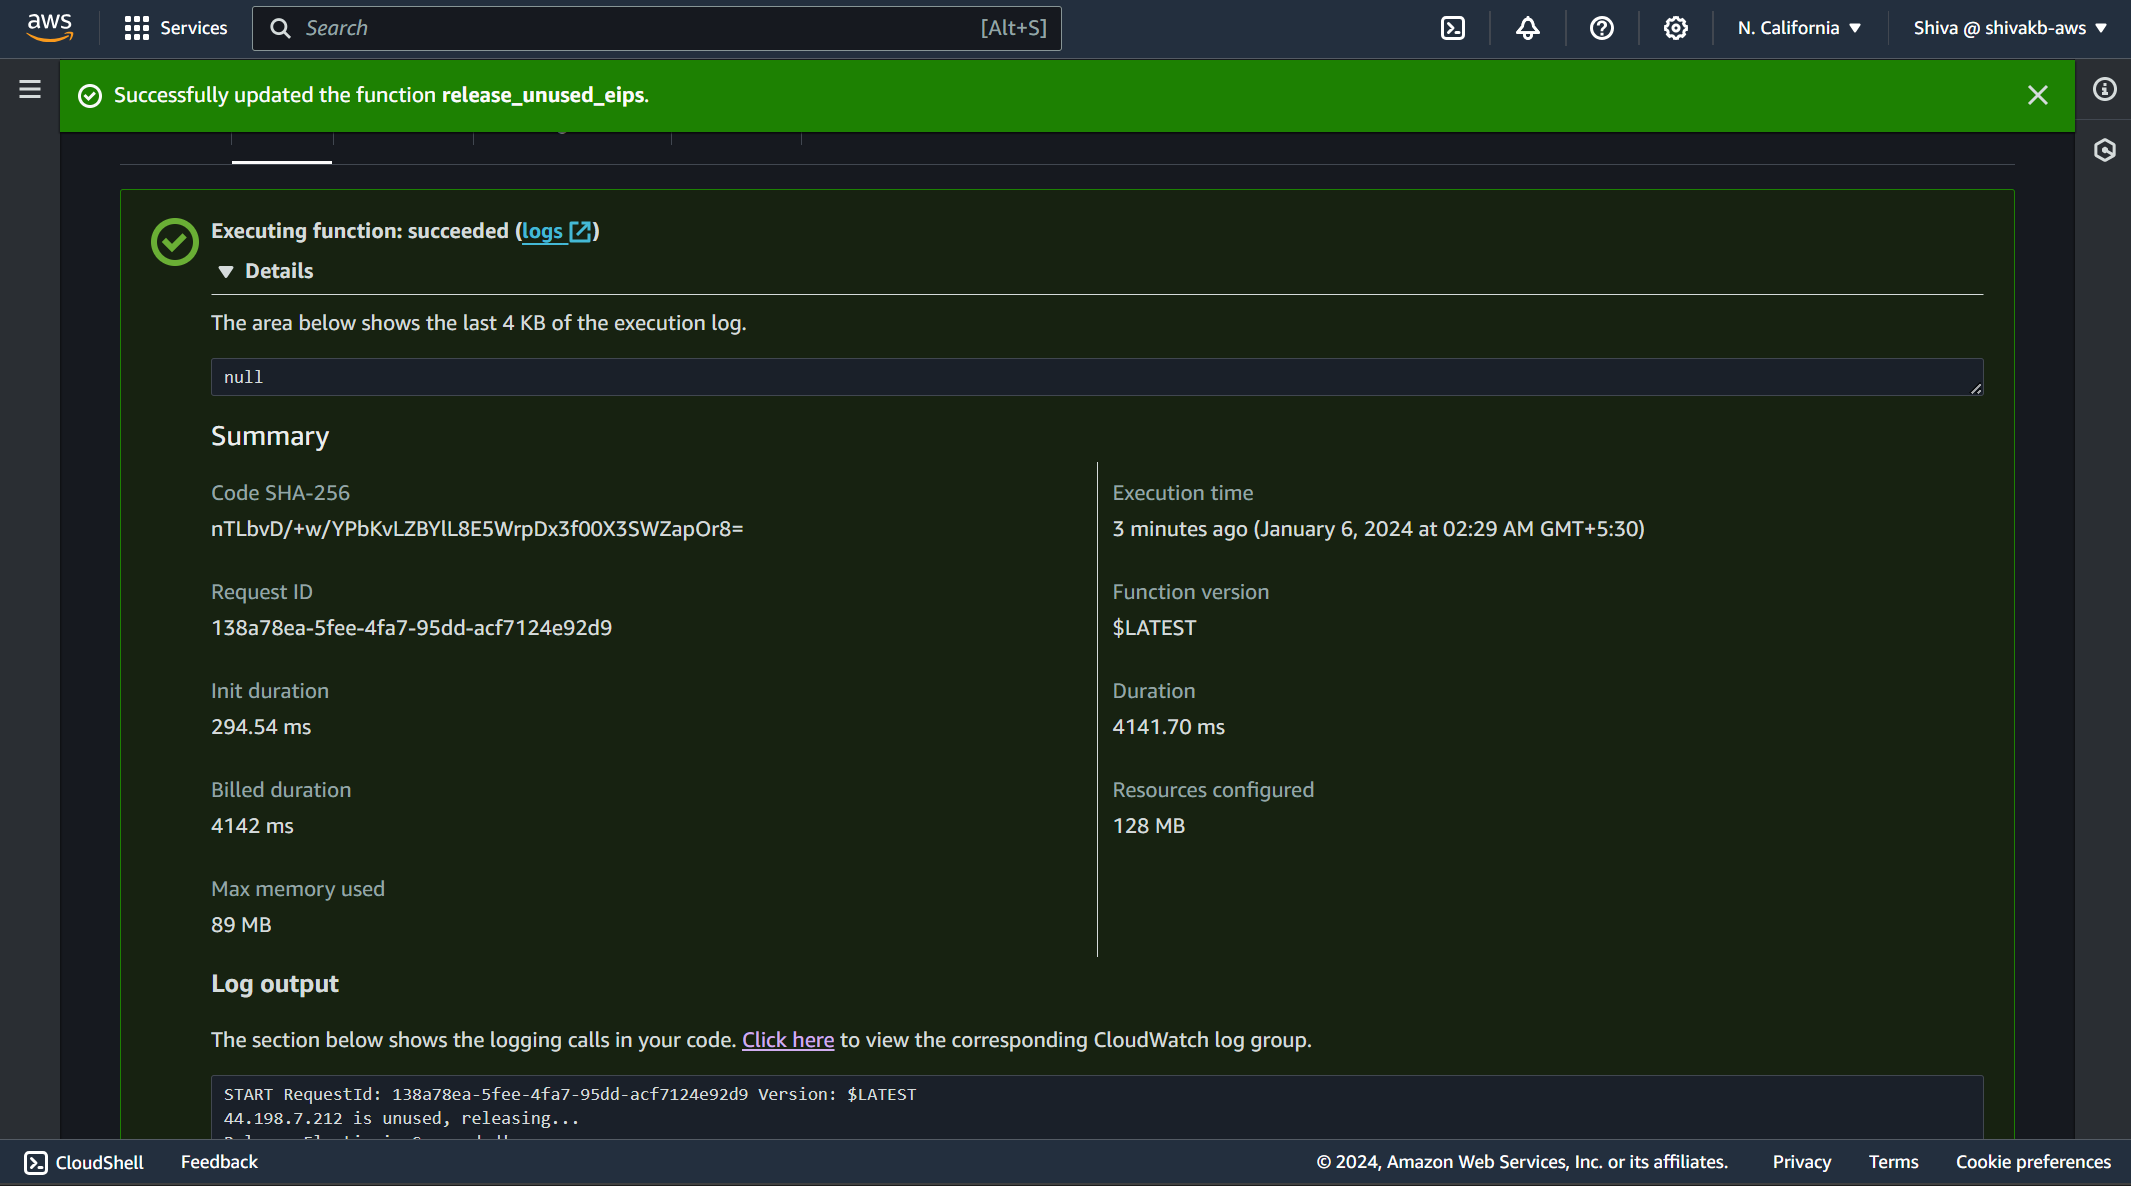 aws Services Search [Alt+S] N. California Shiva @ shivakb-aws
Successfully updated the function release_unused_eips.
Executing function: succeeded (logs)
Details
The area below shows the last 4 KB of the execution log.
null
Summary
Code SHA-256
nTLbvD/+w/YPbKvLZBYlL8E5WrpDx3f00X3SWZapOr8=
Execution time
3 minutes ago (January 6, 2024 at 02:29 AM GMT+5:30)
Request ID
138a78ea-5fee-4fa7-95dd-acf7124e92d9
Function version
$LATEST
Init duration
294.54 ms
Duration
4141.70 ms
Billed duration
4142 ms
Resources configured
128 MB
Max memory used
89 MB
Log output
The section below shows the logging calls in your code. Click here to view the corresponding CloudWatch log group.
START RequestId: 138a78ea-5fee-4fa7-95dd-acf7124e92d9 Version: $LATEST
44.198.7.212 is unused, releasing...
CloudShell Feedback © 2024, Amazon Web Services, Inc. or its affiliates. Privacy Terms Cookie preferences